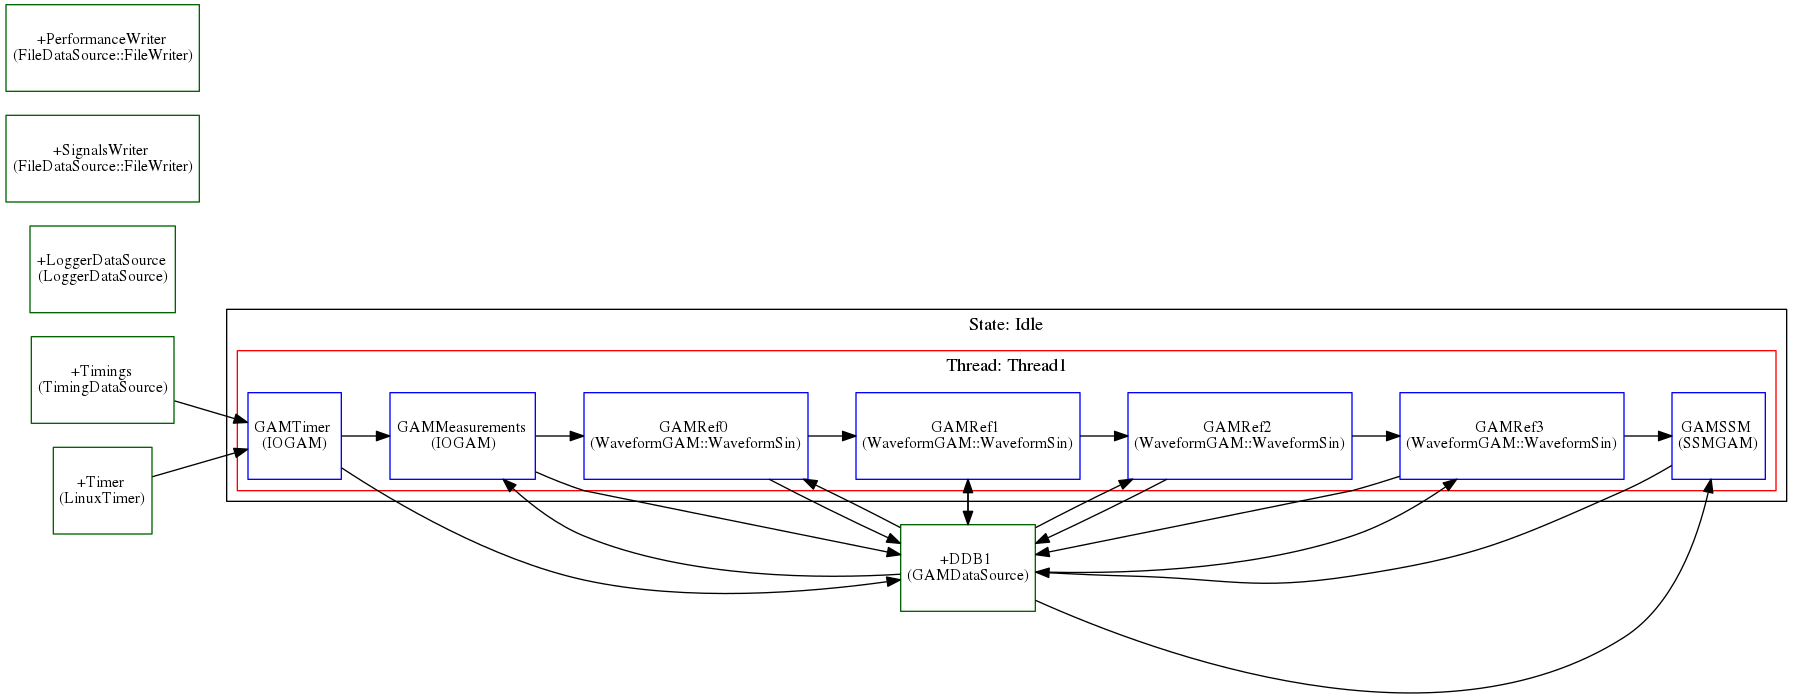 +PerformanceWriter
(FileDataSource::FileWriter)
+SignalsWriter
(FileDataSource::FileWriter)
+LoggerDataSource
(LoggerDataSource)
+Timings
(TimingDataSource)
+Timer
(LinuxTimer)
State: Idle
Thread: Thread1
GAMTimer
(IOGAM)
GAMMeasurements
(IOGAM)
GAMRef0
(WaveformGAM::WaveformSin)
GAMRef1
(WaveformGAM::WaveformSin)
GAMRef2
(WaveformGAM::WaveformSin)
GAMRef3
(WaveformGAM::WaveformSin)
GAMSSM
(SSMGAM)
+DDB1
(GAMDataSource)